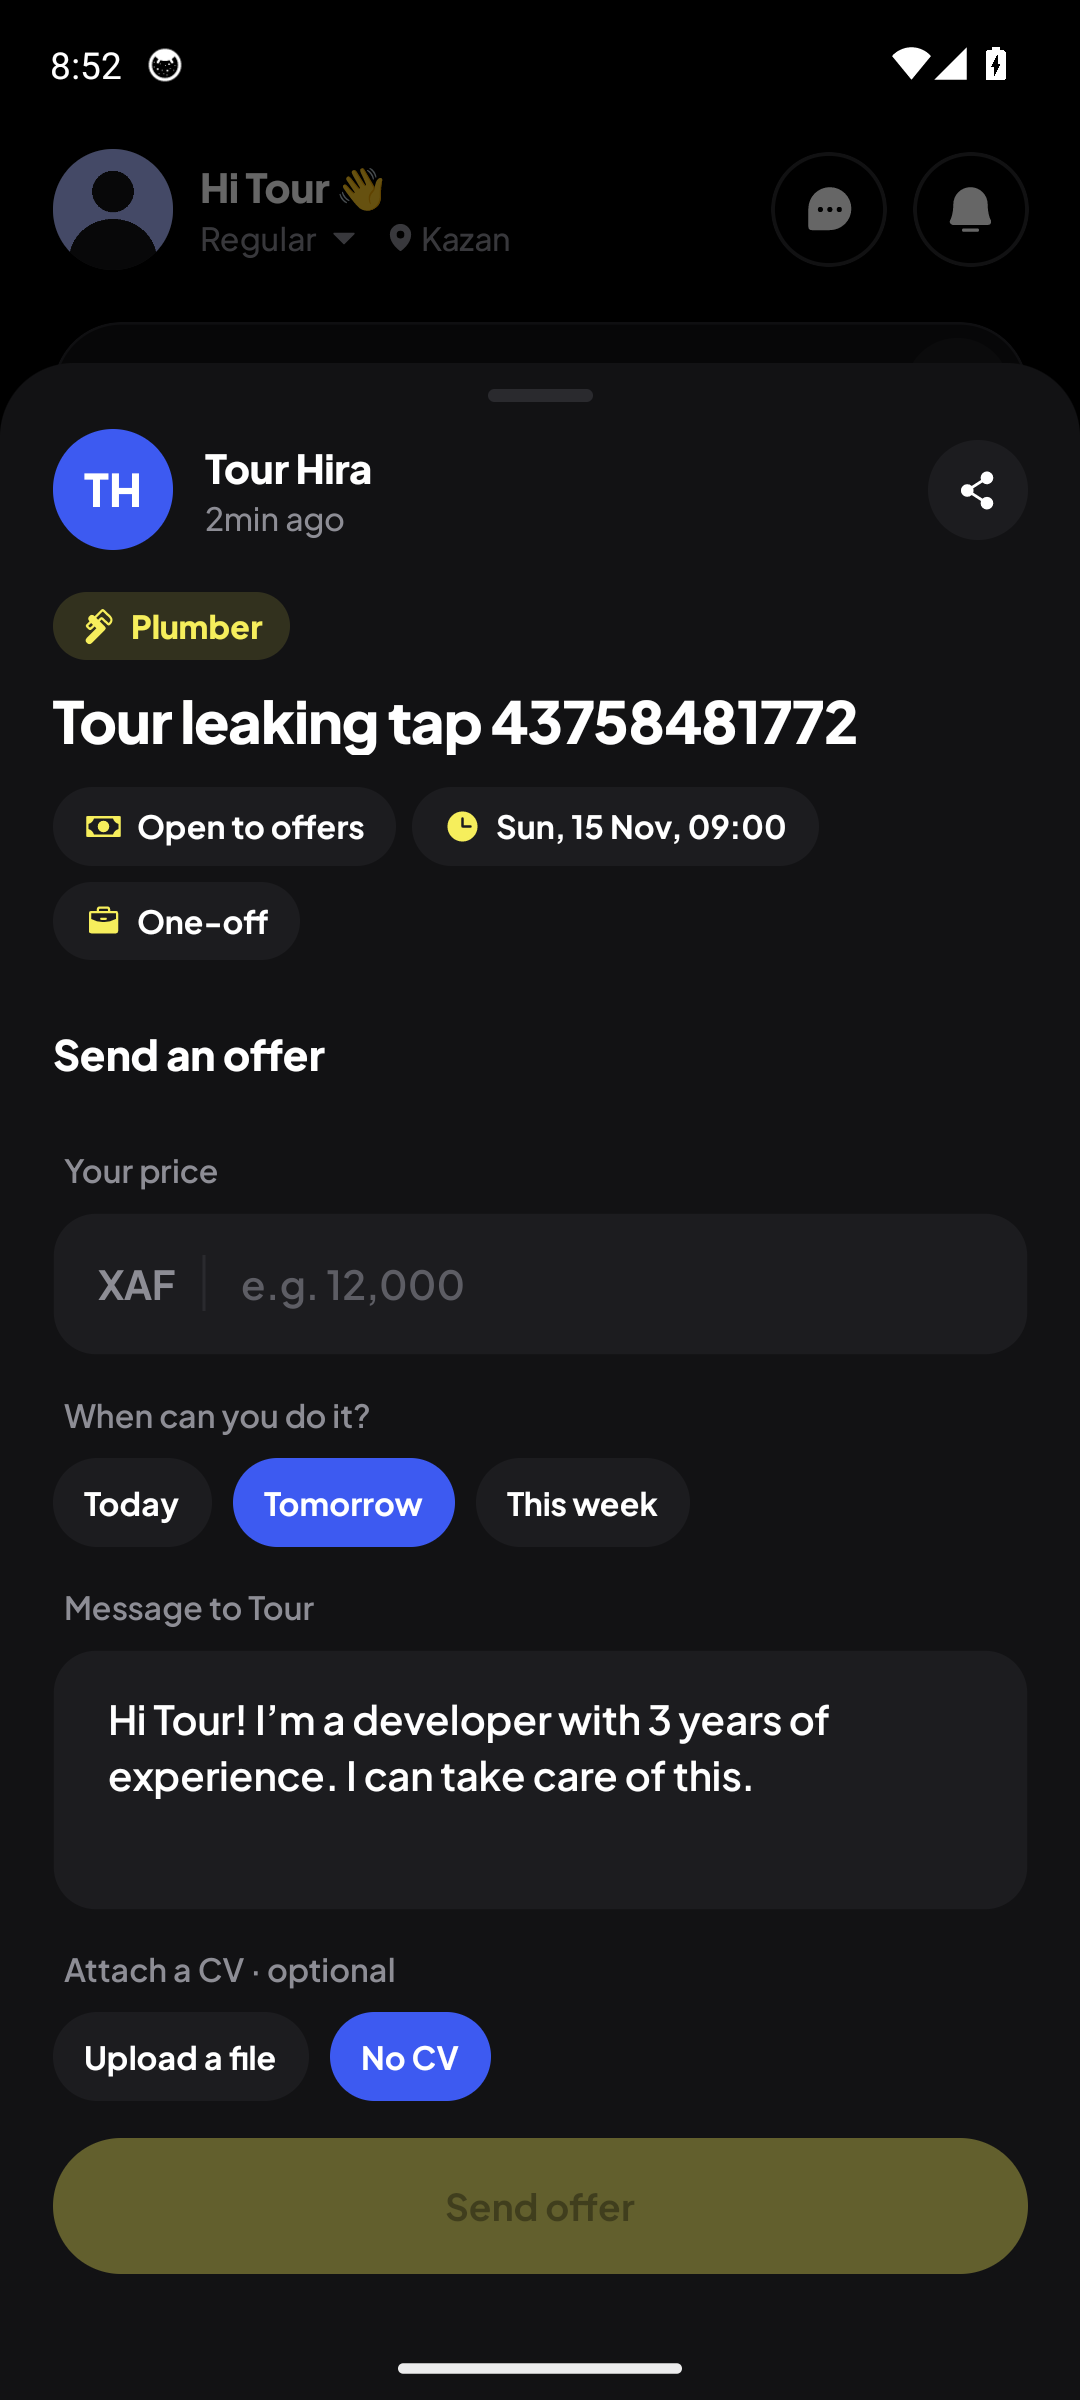 8:52
Hi Tour 👋
Regular Kazan
TH
Tour Hira
2min ago
Plumber
Tour leaking tap 43758481772
Open to offers
Sun, 15 Nov, 09:00
One-off
Send an offer
Your price
XAF e.g. 12,000
When can you do it?
Today Tomorrow This week
Message to Tour
Hi Tour! I’m a developer with 3 years of
experience. I can take care of this.
Attach a CV · optional
Upload a file No CV
Send offer